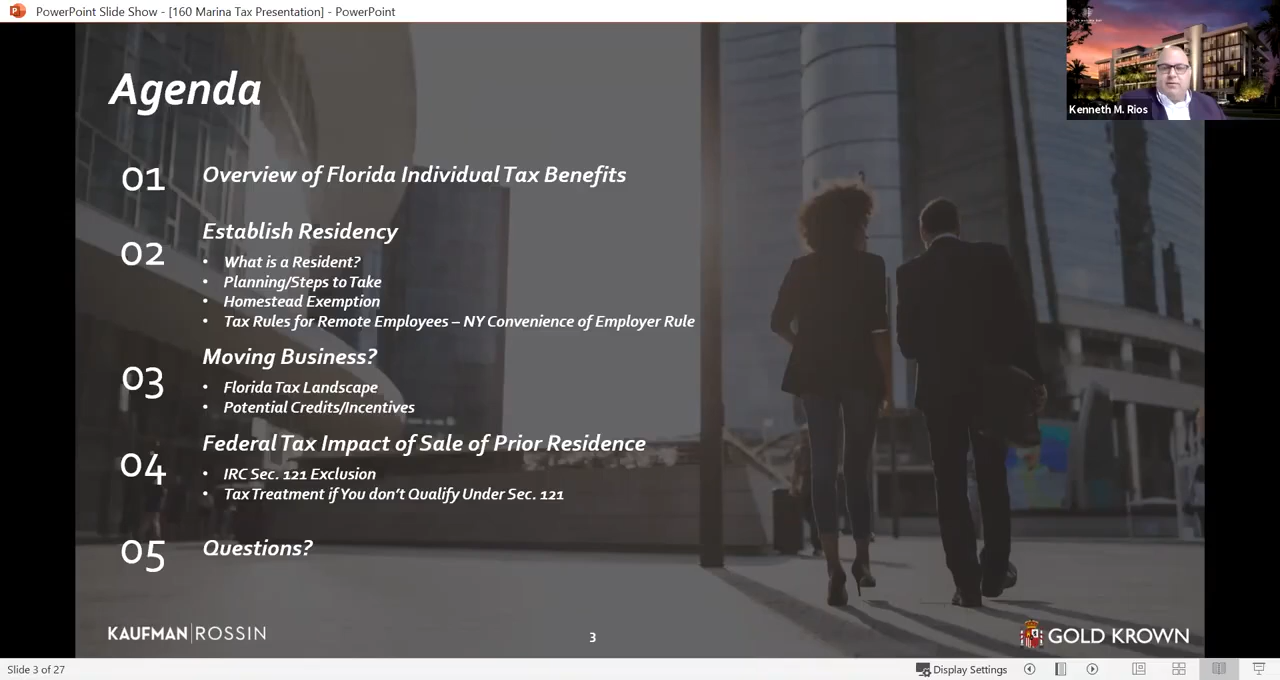 PowerPoint Slide Show - [160 Marina Tax Presentation] - PowerPoint
Kenneth M. Rios
Agenda
01
Overview of Florida Individual Tax Benefits
02
Establish Residency
• What is a Resident?
• Planning/Steps to Take
• Homestead Exemption
• Tax Rules for Remote Employees – NY Convenience of Employer Rule
03
Moving Business?
• Florida Tax Landscape
• Potential Credits/Incentives
04
Federal Tax Impact of Sale of Prior Residence
• IRC Sec. 121 Exclusion
• Tax Treatment if You don't Qualify Under Sec. 121
05
Questions?
KAUFMAN|ROSSIN
3
GOLD KROWN
Slide 3 of 27
Display Settings